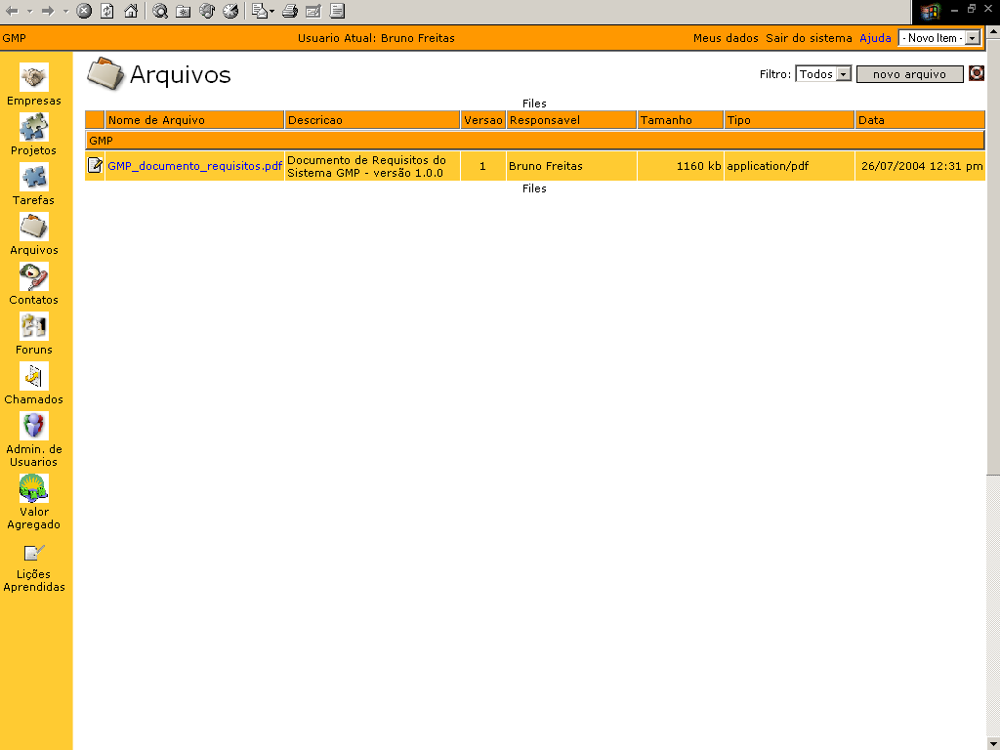 GMP Usuario Atual: Bruno Freitas Meus dados Sair do sistema Ajuda - Novo Item -
Empresas
Projetos
Tarefas
Arquivos
Contatos
Foruns
Chamados
Admin. de
Usuarios
Valor
Agregado
Lições
Aprendidas
Arquivos
Filtro: Todos novo arquivo
Files
Nome de Arquivo Descricao Versao Responsavel Tamanho Tipo Data
GMP
GMP_documento_requisitos.pdf Documento de Requisitos do
Sistema GMP - versão 1.0.0 1 Bruno Freitas 1160 kb application/pdf 26/07/2004 12:31 pm
Files